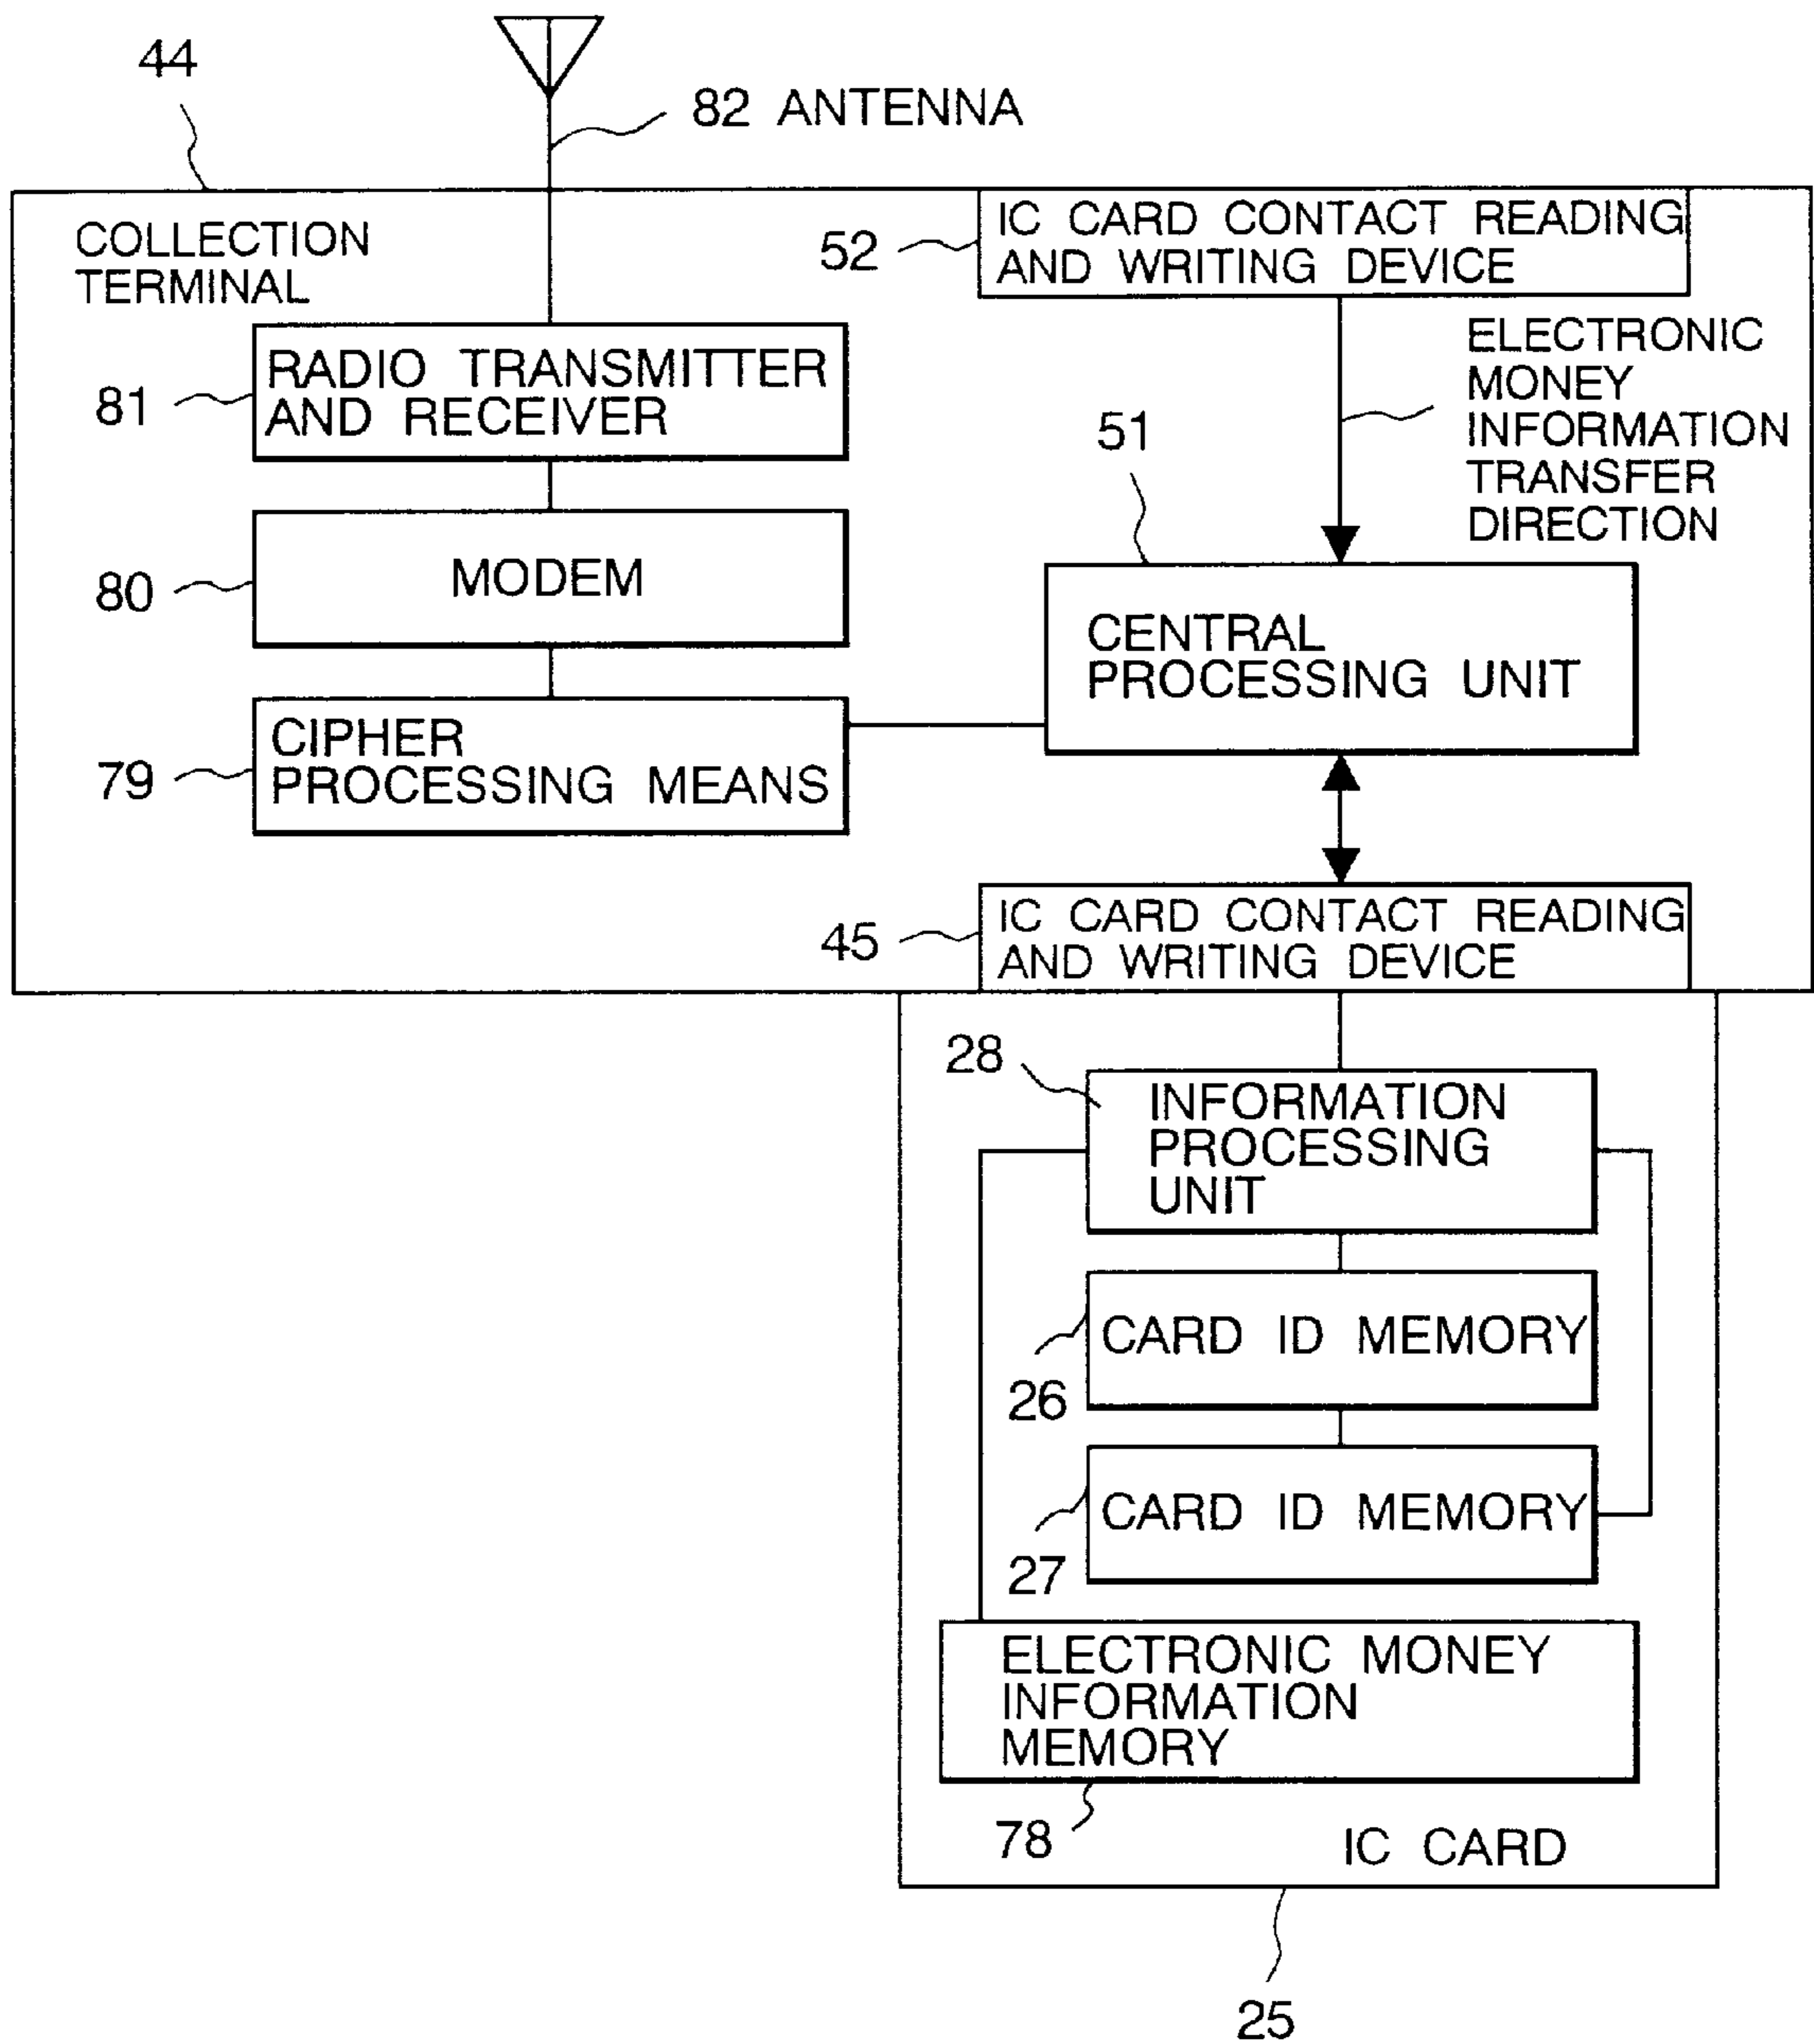 44
82 ANTENNA
COLLECTION
TERMINAL
52
IC CARD CONTACT READING
AND WRITING DEVICE
81
RADIO TRANSMITTER
AND RECEIVER
ELECTRONIC
MONEY
INFORMATION
TRANSFER
DIRECTION
51
80
MODEM
CENTRAL
PROCESSING UNIT
79
CIPHER
PROCESSING MEANS
45
IC CARD CONTACT READING
AND WRITING DEVICE
28
INFORMATION
PROCESSING
UNIT
CARD ID MEMORY
26
CARD ID MEMORY
27
ELECTRONIC MONEY
INFORMATION
MEMORY
78
IC CARD
25